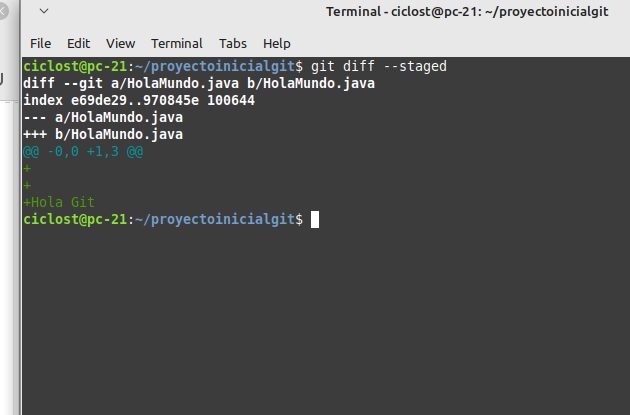 Terminal - ciclost@pc-21: ~/proyectoinicialgit
File Edit View Terminal Tabs Help
ciclost@pc-21:~/proyectoinicialgit$ git diff --staged
diff --git a/HolaMundo.java b/HolaMundo.java
index e69de29..970845e 100644
--- a/HolaMundo.java
+++ b/HolaMundo.java
@@ -0,0 +1,3 @@
+
+
+Hola Git
ciclost@pc-21:~/proyectoinicialgit$